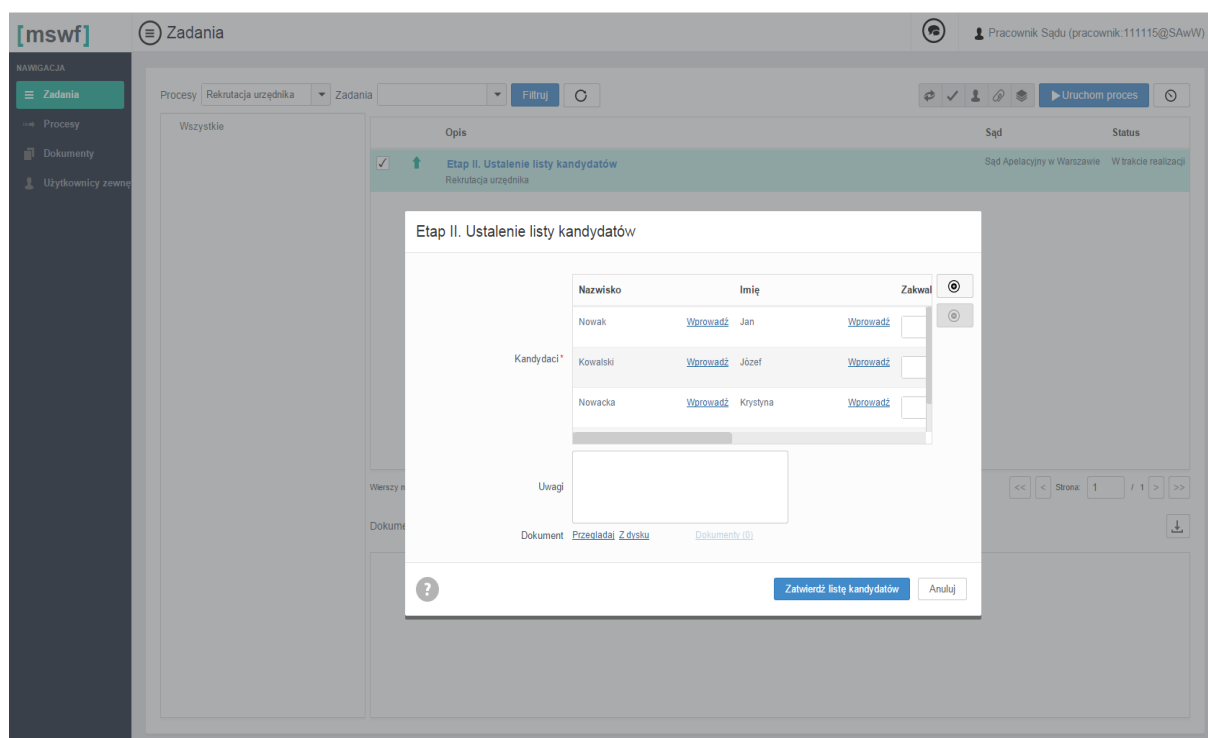 [mswf]
Zadania
Pracownik Sądu (pracownik:111115@SAwW)
NAWIGACJA
Zadania
Procesy
Dokumenty
Użytkownicy zewnę
Procesy Rekrutacja urzędnika Zadania Filtruj Uruchom proces
Wszystkie
Opis Sąd Status
Etap II. Ustalenie listy kandydatów Sąd Apelacyjny w Warszawie W trakcie realizacji
Rekrutacja urzędnika
Etap II. Ustalenie listy kandydatów
Nazwisko Imię Zakwal
Nowak Wprowadź Jan Wprowadź
Kandydaci* Kowalski Wprowadź Józef Wprowadź
Nowacka Wprowadź Krystyna Wprowadź
Wierszy n Uwagi << < Strona: 1 / 1 > >>
Dokume
Dokument Przeglądaj Z dysku Dokumenty (0)
? Zatwierdź listę kandydatów Anuluj